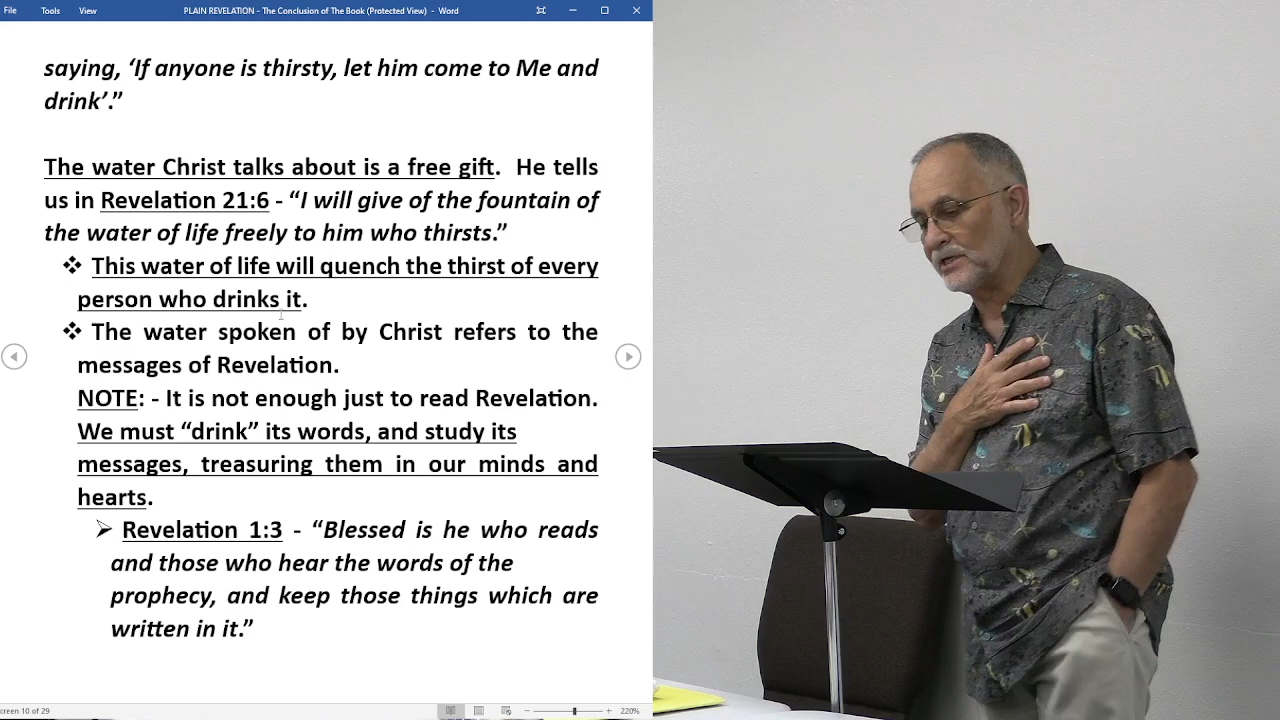 File Tools View PLAIN REVELATION - The Conclusion of The Book (Protected View) - Word
saying, ‘If anyone is thirsty, let him come to Me and
drink’.”
The water Christ talks about is a free gift. He tells
us in Revelation 21:6 - “I will give of the fountain of
the water of life freely to him who thirsts.”
❖ This water of life will quench the thirst of every
person who drinks it.
❖ The water spoken of by Christ refers to the
messages of Revelation.
NOTE: - It is not enough just to read Revelation.
We must “drink” its words, and study its
messages, treasuring them in our minds and
hearts.
➢ Revelation 1:3 - “Blessed is he who reads
and those who hear the words of the
prophecy, and keep those things which are
written in it.”
creen 10 of 29 220%